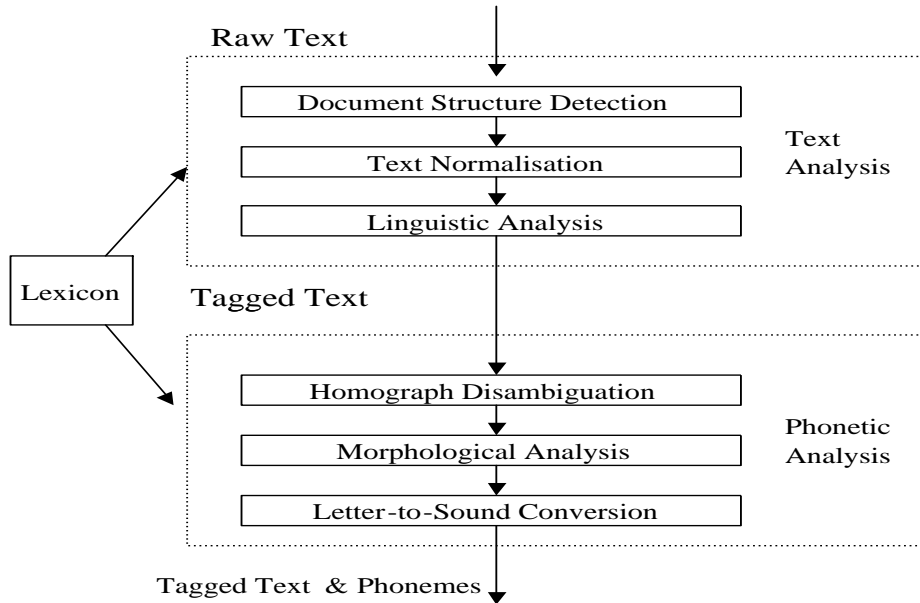 Raw Text
Document Structure Detection
Text Normalisation
Linguistic Analysis
Text
Analysis
Lexicon
Tagged Text
Homograph Disambiguation
Morphological Analysis
Letter-to-Sound Conversion
Phonetic
Analysis
Tagged Text & Phonemes